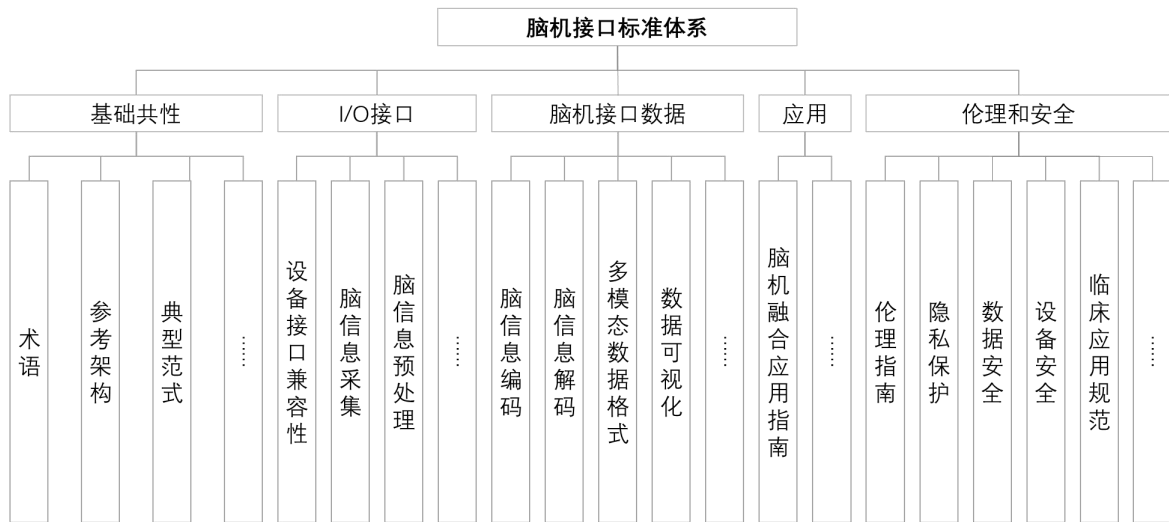 脑机接口标准体系
基础共性
I/O接口
脑机接口数据
应用
伦理和安全
术语
参考架构
典型范式
......
设备接口兼容性
脑信息采集
脑信息预处理
......
脑信息编码
脑信息解码
多模态数据格式
数据可视化
......
脑机融合应用指南
......
伦理指南
隐私保护
数据安全
设备安全
临床应用规范
......